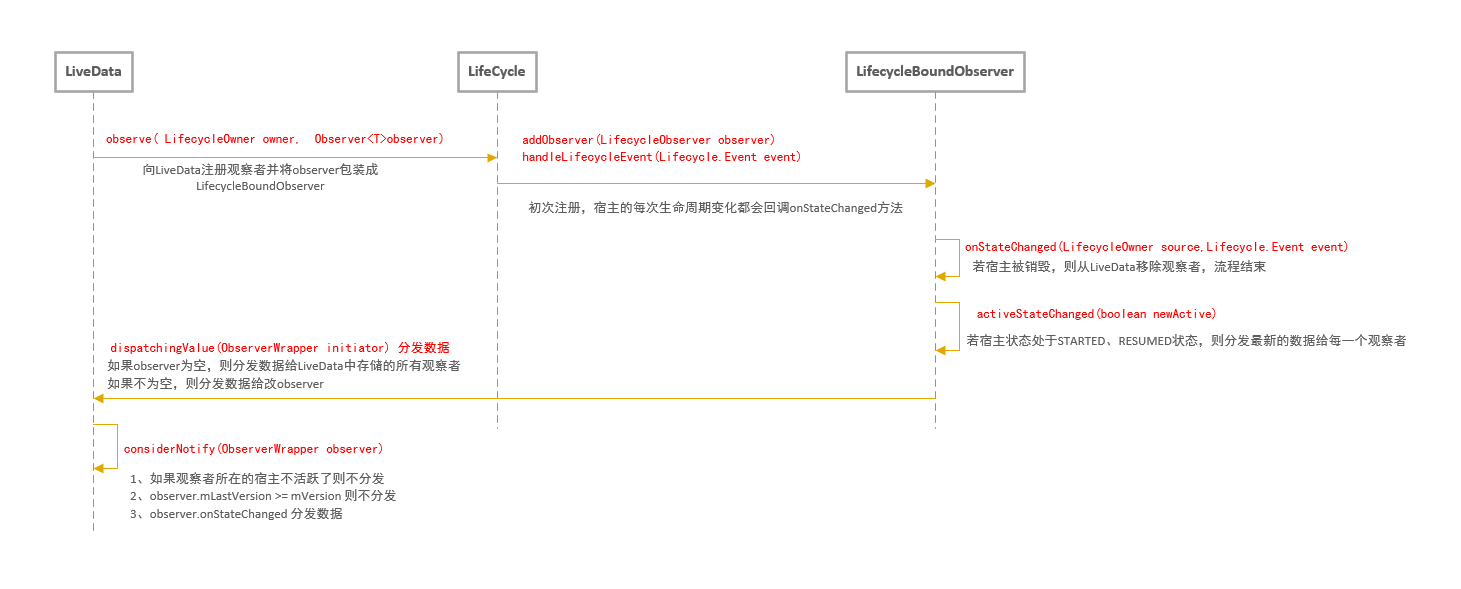 LiveData
LifeCycle
LifecycleBoundObserver
observe( LifecycleOwner owner, Observer<T>observer)
向LiveData注册观察者并将observer包装成
LifecycleBoundObserver
addObserver(LifecycleObserver observer)
handleLifecycleEvent(Lifecycle.Event event)
初次注册，宿主的每次生命周期变化都会回调onStateChanged方法
onStateChanged(LifecycleOwner source,Lifecycle.Event event)
若宿主被销毁，则从LiveData移除观察者，流程结束
activeStateChanged(boolean newActive)
若宿主状态处于STARTED、RESUMED状态，则分发最新的数据给每一个观察者
dispatchingValue(ObserverWrapper initiator) 分发数据
如果observer为空，则分发数据给LiveData中存储的所有观察者
如果不为空，则分发数据给改observer
considerNotify(ObserverWrapper observer)
1、如果观察者所在的宿主不活跃了则不分发
2、observer.mLastVersion >= mVersion 则不分发
3、observer.onStateChanged 分发数据